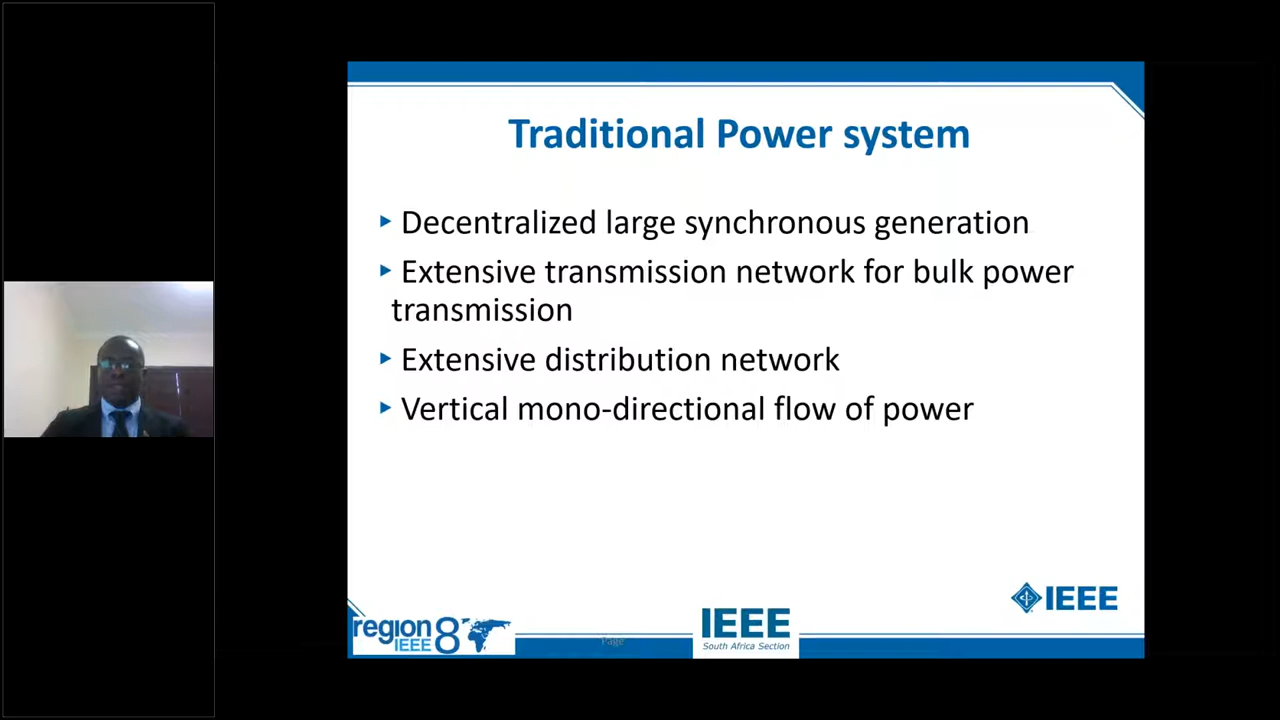 Traditional Power system
Decentralized large synchronous generation
Extensive transmission network for bulk power
transmission
Extensive distribution network
Vertical mono-directional flow of power
IEEE
region 8
IEEE
Page
IEEE
South Africa Section